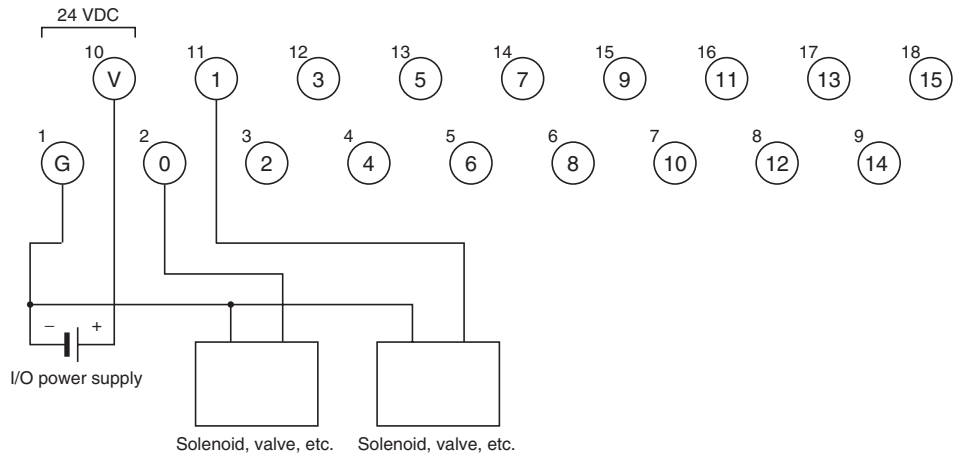 24 VDC
10 11 12 13 14 15 16 17 18
V 1 3 5 7 9 11 13 15
1 2 3 4 5 6 7 8 9
G 0 2 4 6 8 10 12 14
– +
I/O power supply
Solenoid, valve, etc. Solenoid, valve, etc.